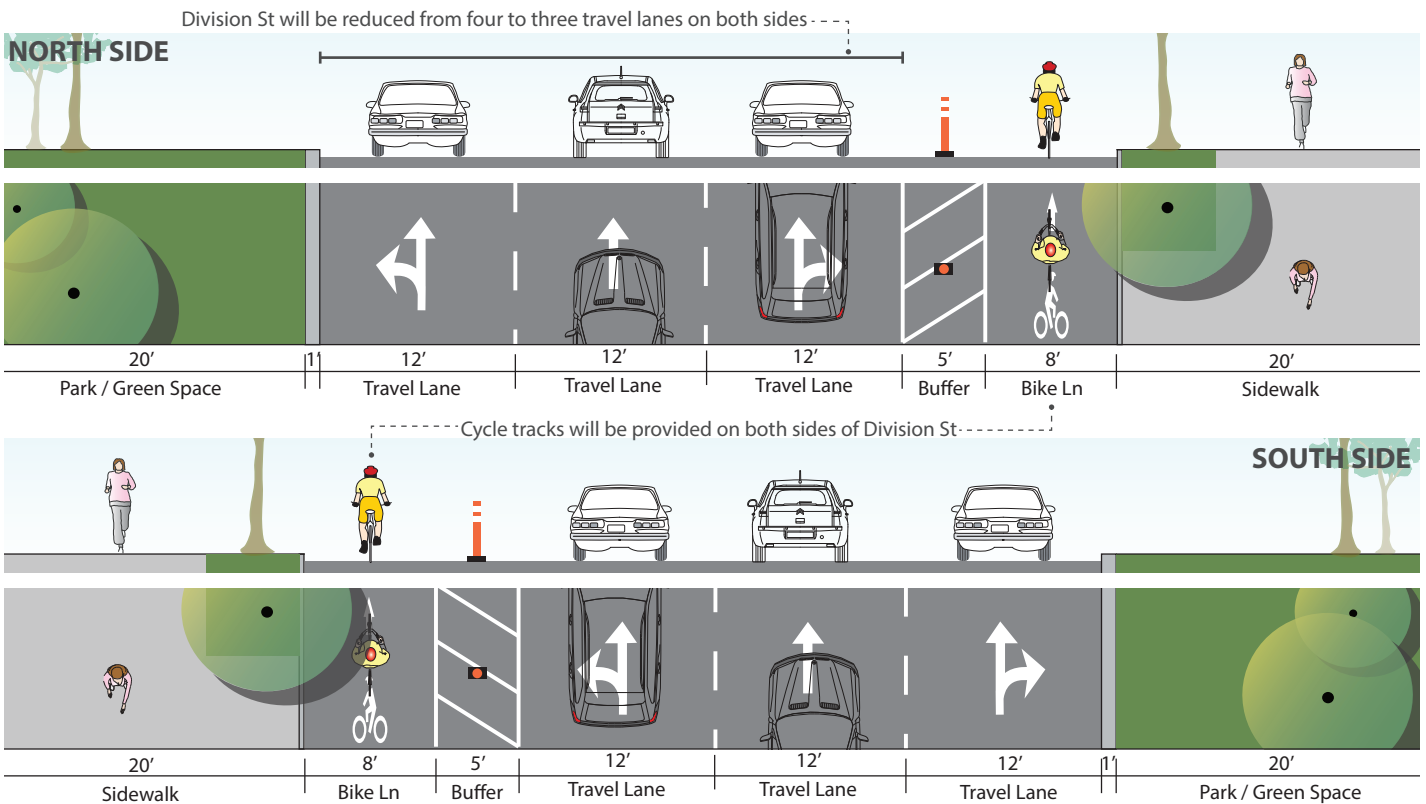 Division St will be reduced from four to three travel lanes on both sides
NORTH SIDE
20’ 1’ 12’ 12’ 12’ 5’ 8’ 20’
Park / Green Space Travel Lane Travel Lane Travel Lane Buffer Bike Ln Sidewalk
Cycle tracks will be provided on both sides of Division St
SOUTH SIDE
20’ 8’ 5’ 12’ 12’ 12’ 1’ 20’
Sidewalk Bike Ln Buffer Travel Lane Travel Lane Travel Lane Park / Green Space